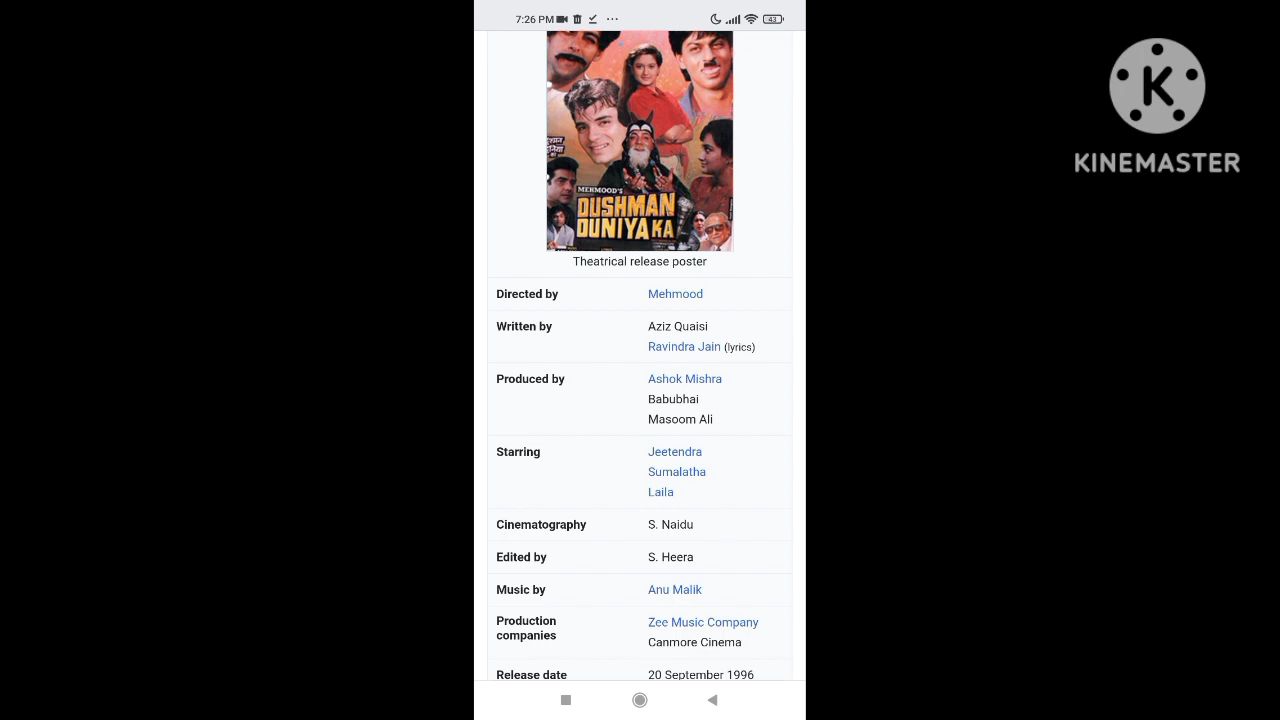 7:26 PM
43
K
KINEMASTER
MEHMOOD'S
DUSHMAN
DUNIYA KA
Theatrical release poster
Directed by
Mehmood
Written by
Aziz Quaisi
Ravindra Jain (lyrics)
Produced by
Ashok Mishra
Babubhai
Masoom Ali
Starring
Jeetendra
Sumalatha
Laila
Cinematography
S. Naidu
Edited by
S. Heera
Music by
Anu Malik
Production
companies
Zee Music Company
Canmore Cinema
Release date
20 September 1996